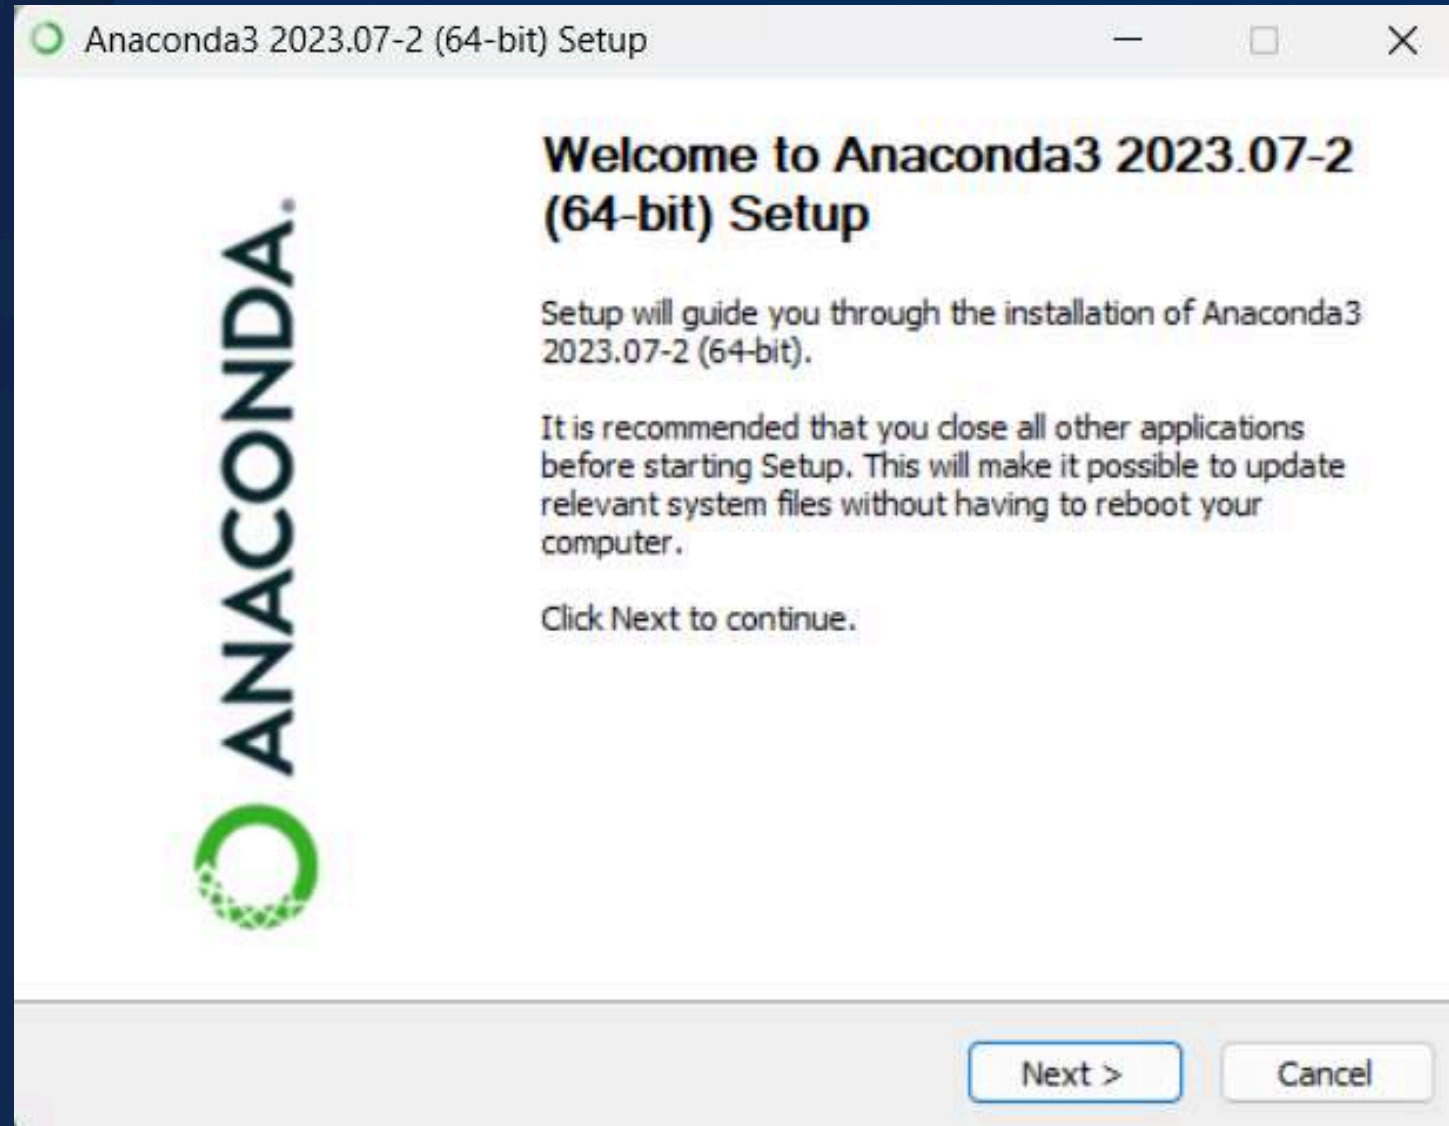 Anaconda3 2023.07-2 (64-bit) Setup
ANACONDA.
Welcome to Anaconda3 2023.07-2
(64-bit) Setup
Setup will guide you through the installation of Anaconda3
2023.07-2 (64-bit).
It is recommended that you close all other applications
before starting Setup. This will make it possible to update
relevant system files without having to reboot your
computer.
Click Next to continue.
Next >
Cancel